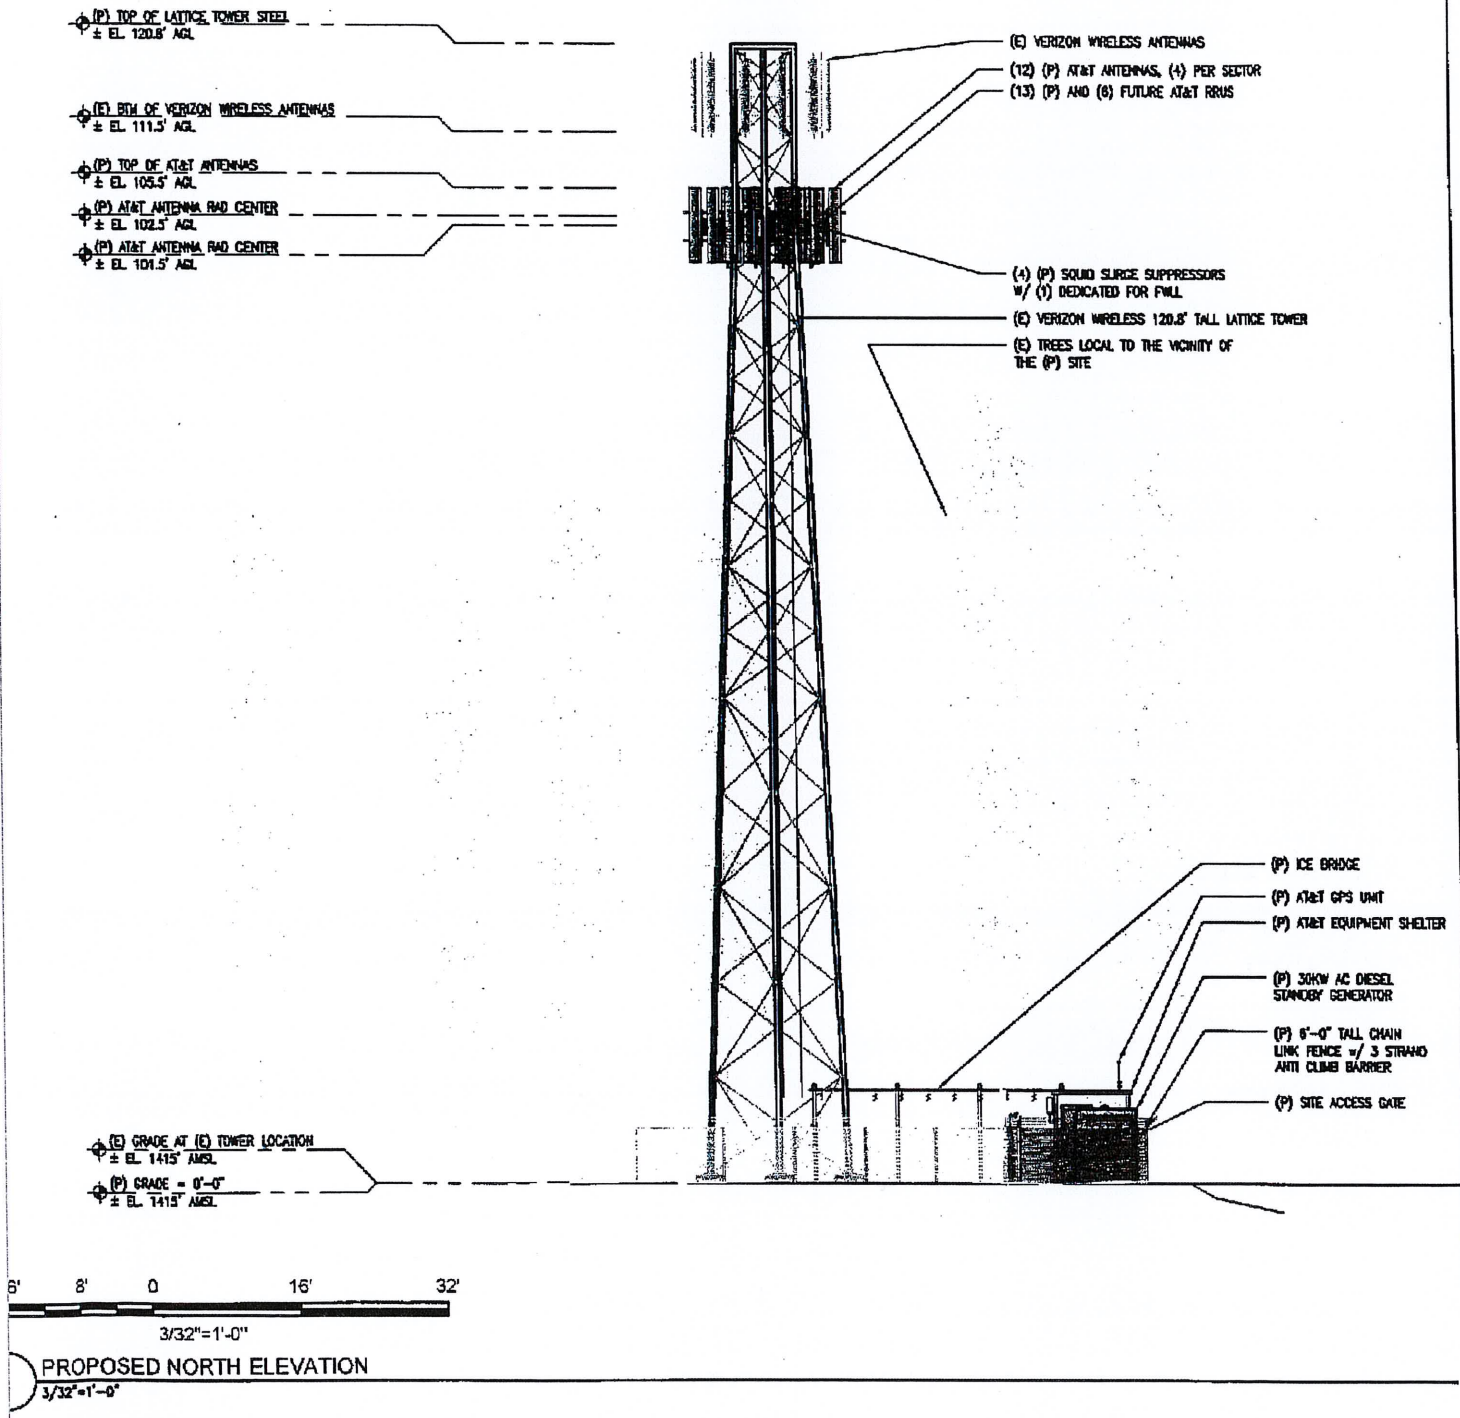 (P) TOP OF LATTICE TOWER STEEL
± EL. 120.8' AGL
(E) BTM OF VERIZON WIRELESS ANTENNAS
± EL. 111.5' AGL
(P) TOP OF AT&T ANTENNAS
± EL. 105.5' AGL
(P) AT&T ANTENNA RAD CENTER
± EL. 102.5' AGL
(P) AT&T ANTENNA RAD CENTER
± EL. 101.5' AGL
(E) VERIZON WIRELESS ANTENNAS
(12) (P) AT&T ANTENNAS, (4) PER SECTOR
(13) (P) AND (6) FUTURE AT&T RRUS
(4) (P) SQUID SURGE SUPPRESSORS
W/ (1) DEDICATED FOR FWLL
(E) VERIZON WIRELESS 120.8' TALL LATTICE TOWER
(E) TREES LOCAL TO THE VICINITY OF
THE (P) SITE
(P) ICE BRIDGE
(P) AT&T GPS UNIT
(P) AT&T EQUIPMENT SHELTER
(P) 30KW AC DIESEL
STANDBY GENERATOR
(P) 6'-0" TALL CHAIN
LINK FENCE w/ 3 STRAND
ANTI CLIMB BARRIER
(P) SITE ACCESS GATE
(E) GRADE AT (E) TOWER LOCATION
± EL. 1415' AMSL
(P) GRADE = 0'-0"
± EL. 1415' AMSL
6' 8' 0 16' 32'
3/32"=1'-0"
PROPOSED NORTH ELEVATION
3/32"=1'-0"